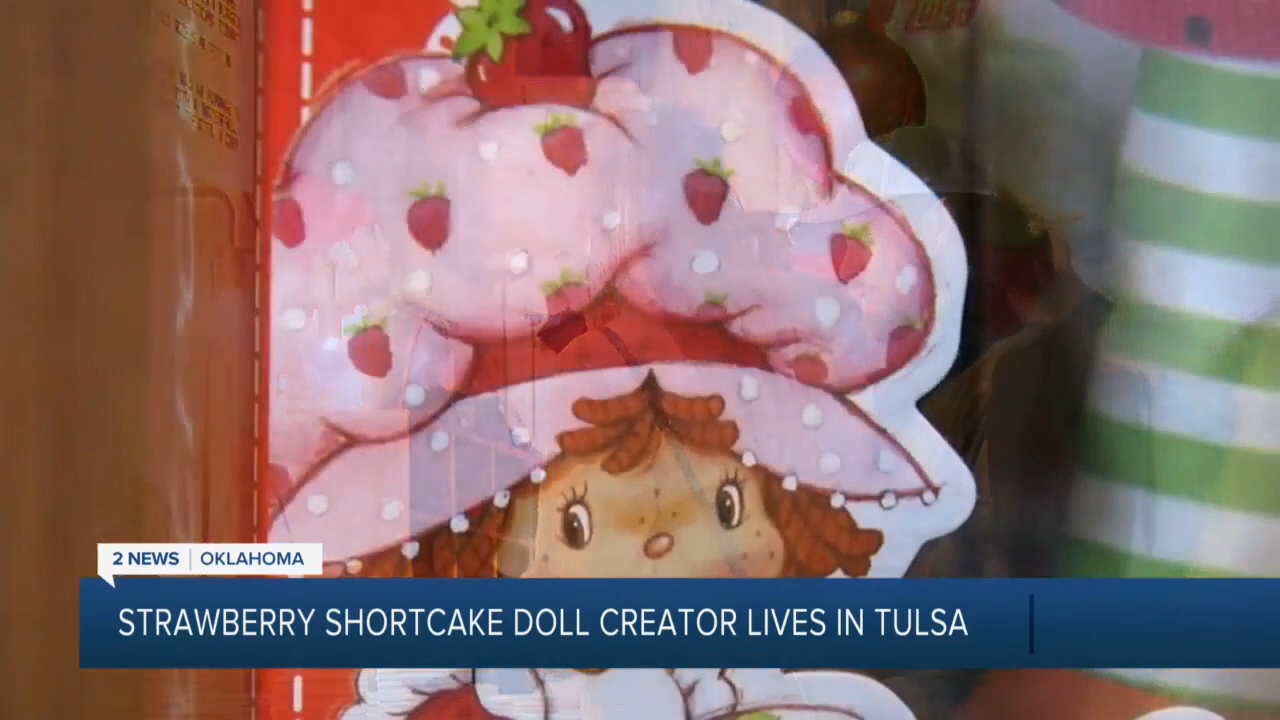 2 NEWS | OKLAHOMA
STRAWBERRY SHORTCAKE DOLL CREATOR LIVES IN TULSA